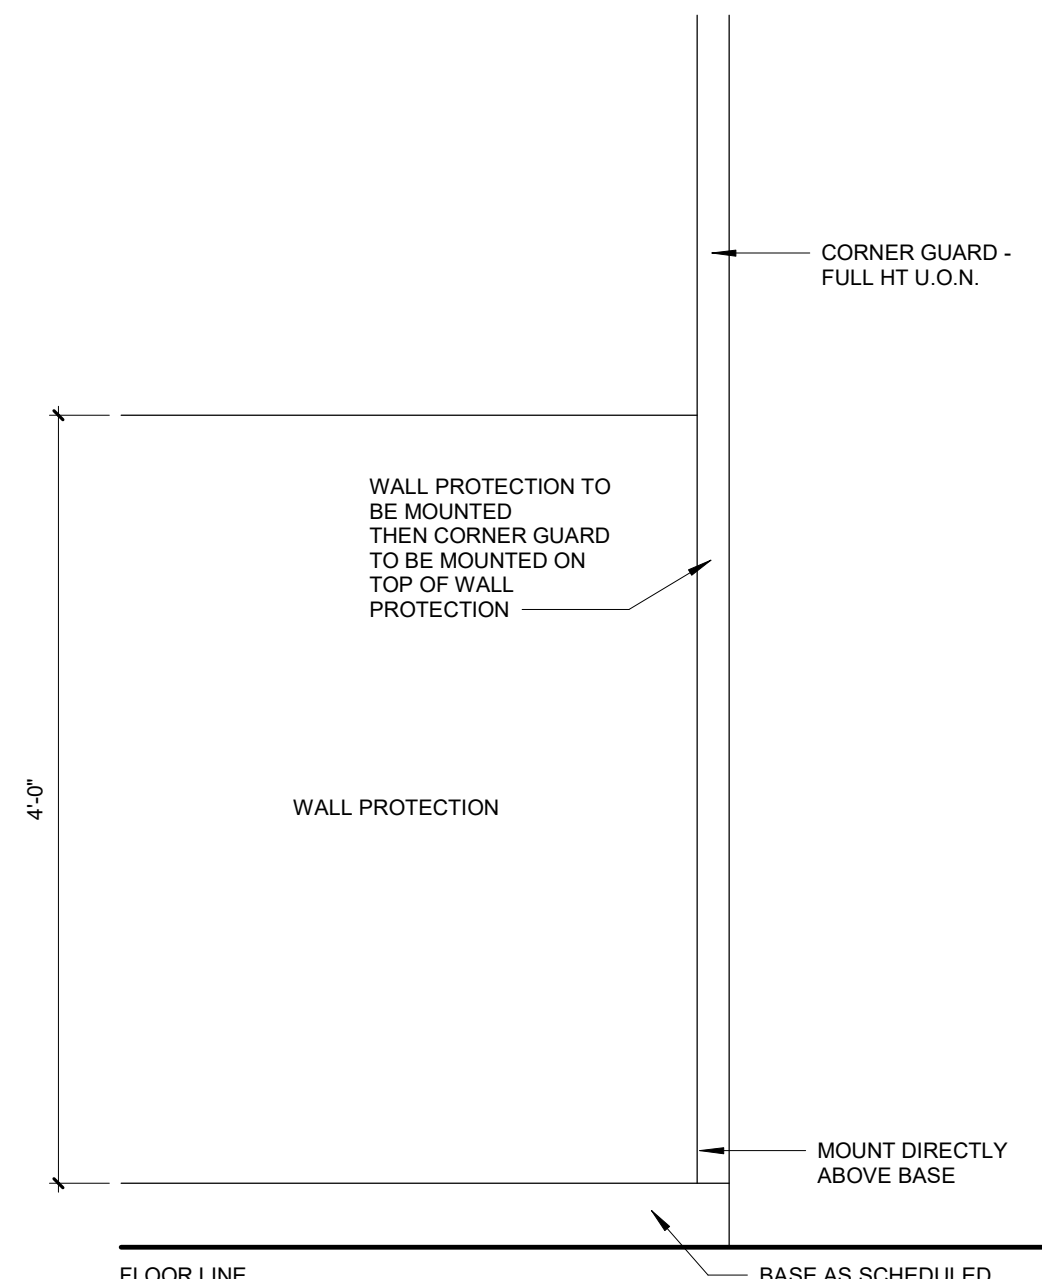 CORNER GUARD -
FULL HT U.O.N.
WALL PROTECTION TO
BE MOUNTED
THEN CORNER GUARD
TO BE MOUNTED ON
TOP OF WALL
PROTECTION
4'-0"
WALL PROTECTION
MOUNT DIRECTLY
ABOVE BASE
FLOOR LINE
BASE AS SCHEDULED